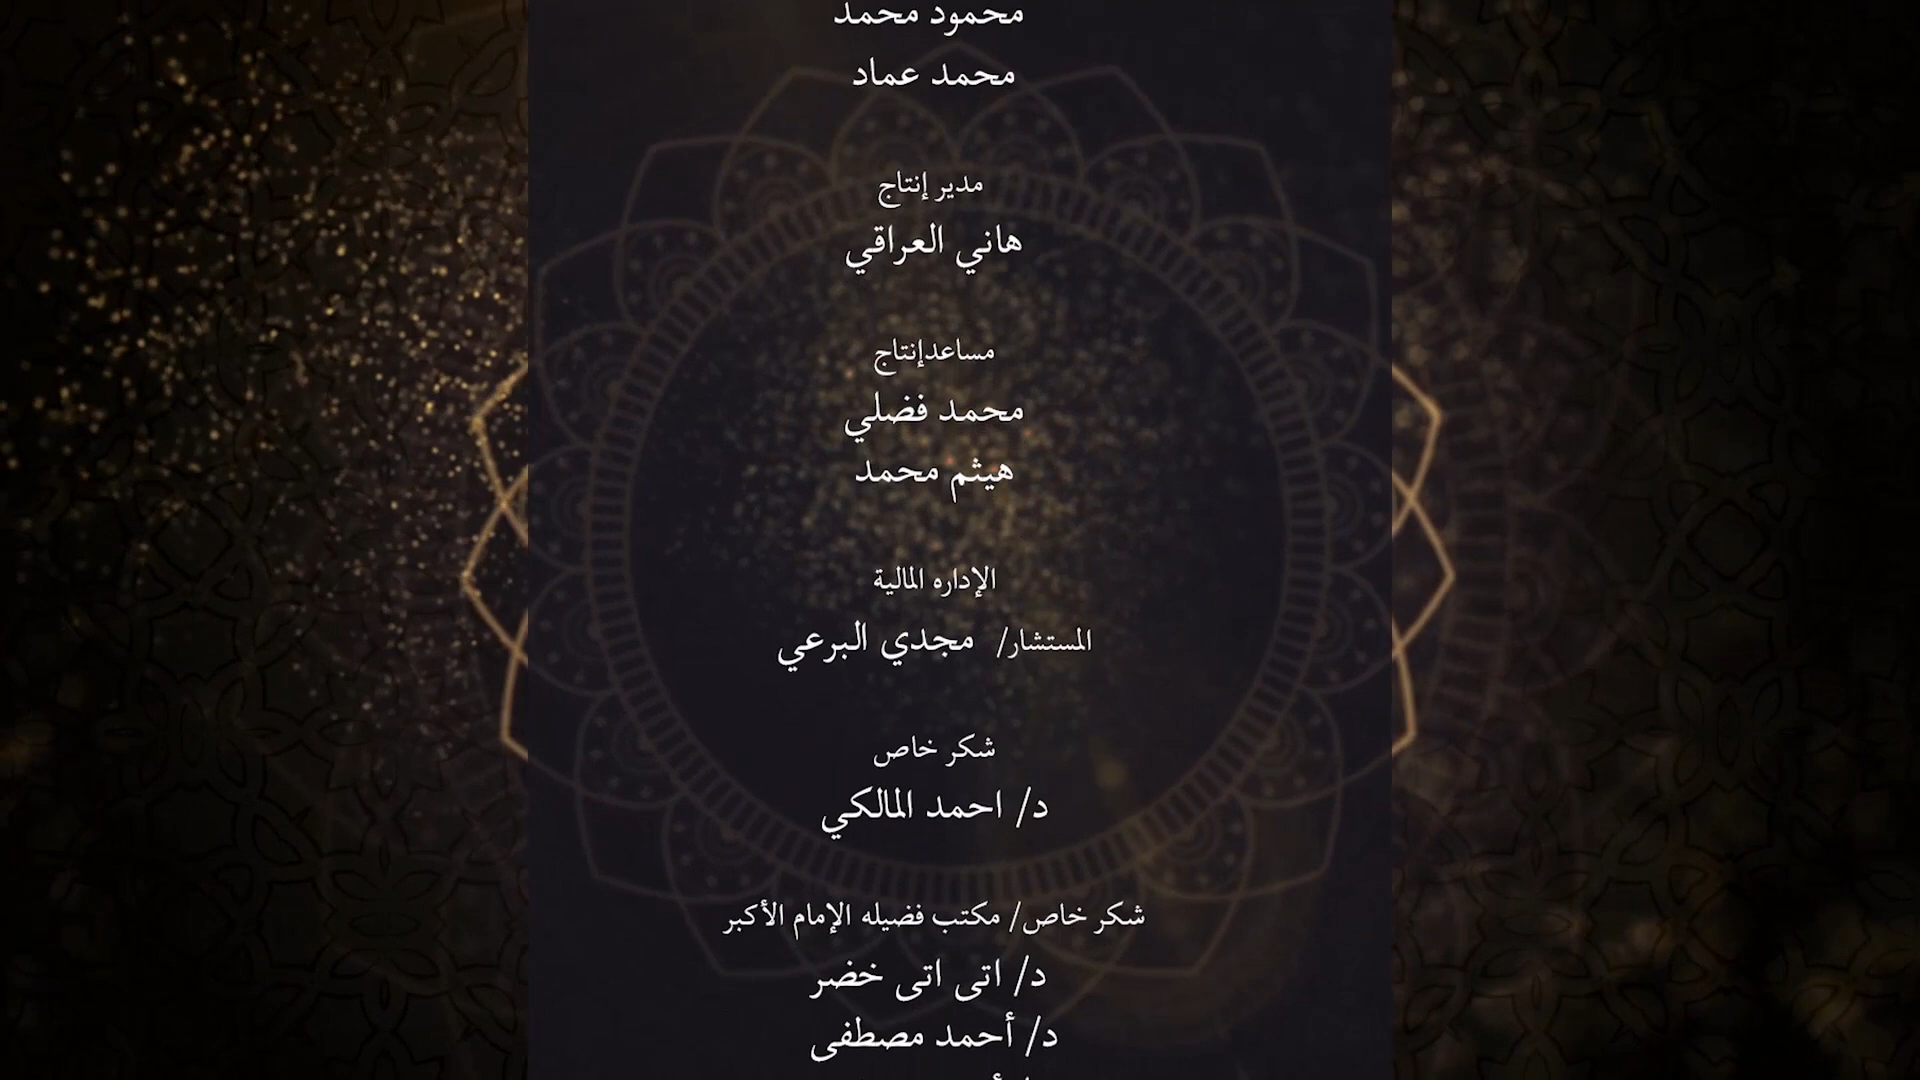 محمود محمد
محمد عماد
مدير إنتاج
هاني العراقي
مساعدإنتاج
محمد فضلي
هيثم محمد
الإداره المالية
المستشار/ مجدي البرعي
شكر خاص
د/ احمد المالكي
شكر خاص/ مكتب فضيله الإمام الأكبر
د/ اتى اتى خضر
د/ أحمد مصطفى